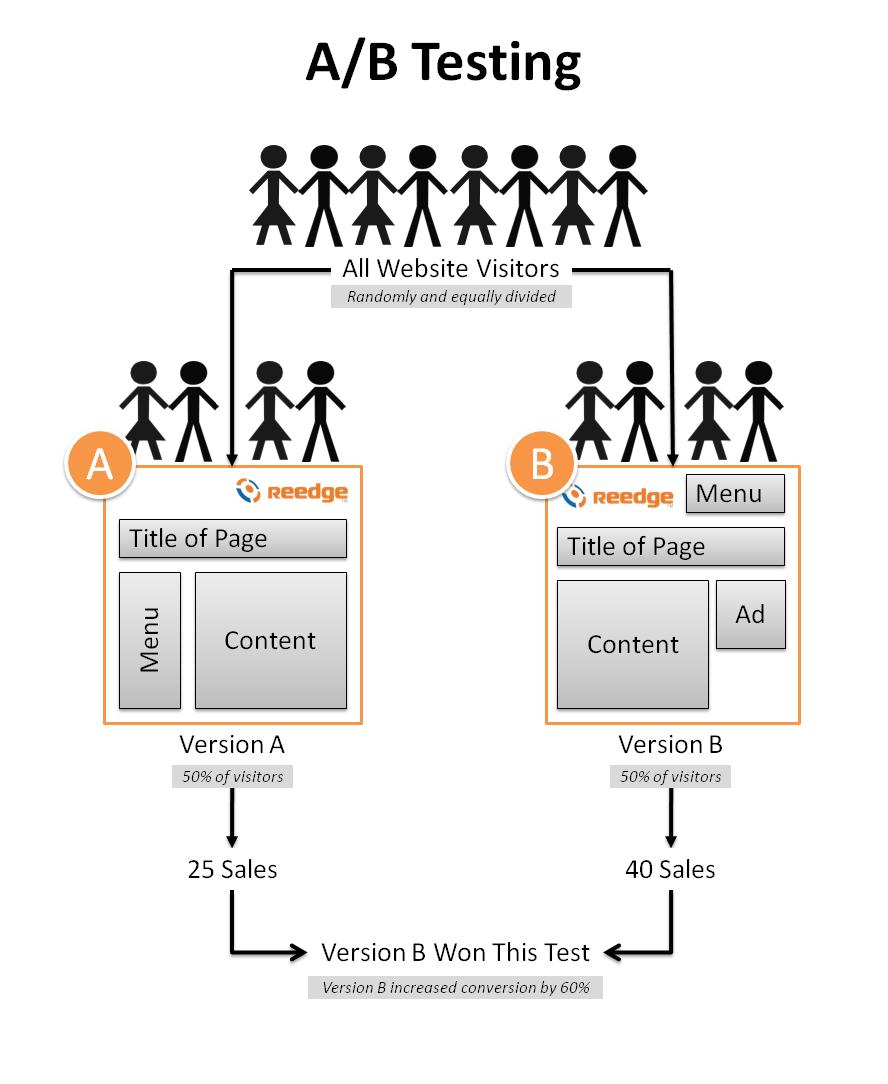 A/B Testing
All Website Visitors
Randomly and equally divided
A
B
reedge
Title of Page
Menu
Content
reedge
Menu
Title of Page
Content
Ad
Version A
50% of visitors
Version B
50% of visitors
25 Sales
40 Sales
Version B Won This Test
Version B increased conversion by 60%